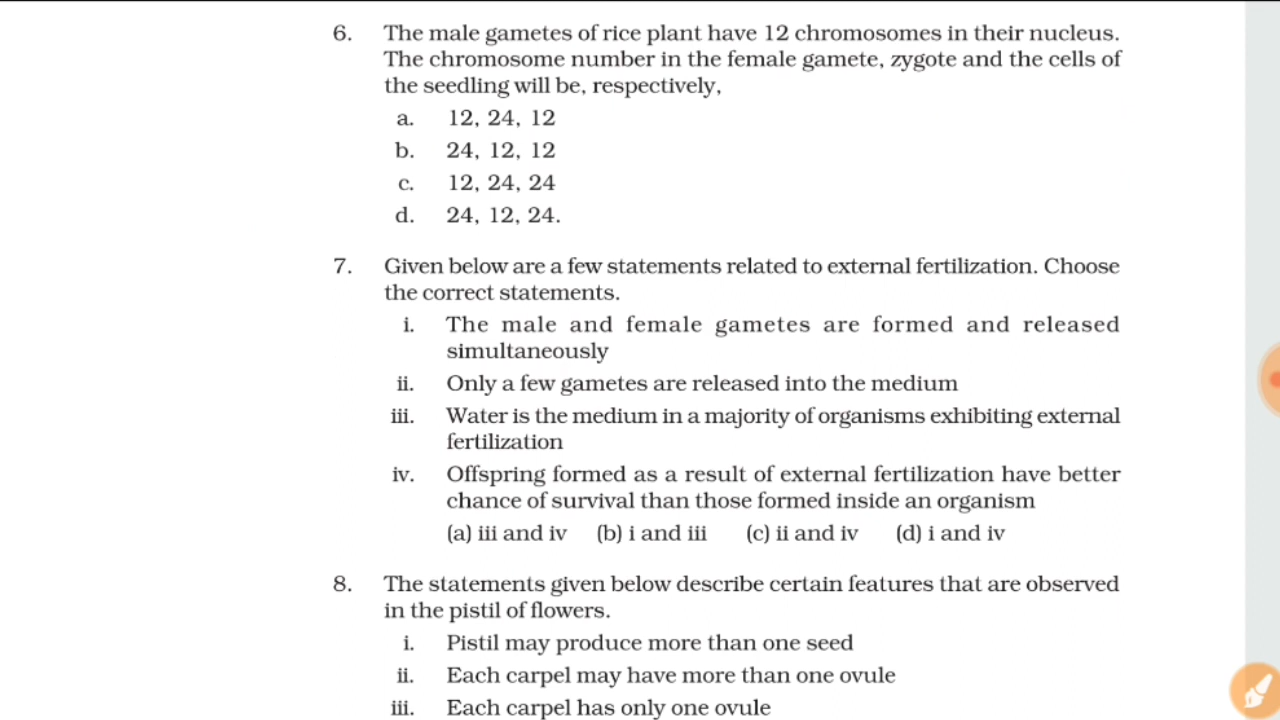 6. The male gametes of rice plant have 12 chromosomes in their nucleus.
The chromosome number in the female gamete, zygote and the cells of
the seedling will be, respectively,
a. 12, 24, 12
b. 24, 12, 12
c. 12, 24, 24
d. 24, 12, 24.
7. Given below are a few statements related to external fertilization. Choose
the correct statements.
i. The male and female gametes are formed and released
simultaneously
ii. Only a few gametes are released into the medium
iii. Water is the medium in a majority of organisms exhibiting external
fertilization
iv. Offspring formed as a result of external fertilization have better
chance of survival than those formed inside an organism
(a) iii and iv (b) i and iii (c) ii and iv (d) i and iv
8. The statements given below describe certain features that are observed
in the pistil of flowers.
i. Pistil may produce more than one seed
ii. Each carpel may have more than one ovule
iii. Each carpel has only one ovule